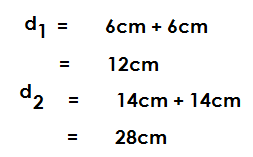 d₁ = 6cm + 6cm
= 12cm
d₂ = 14cm + 14cm
= 28cm